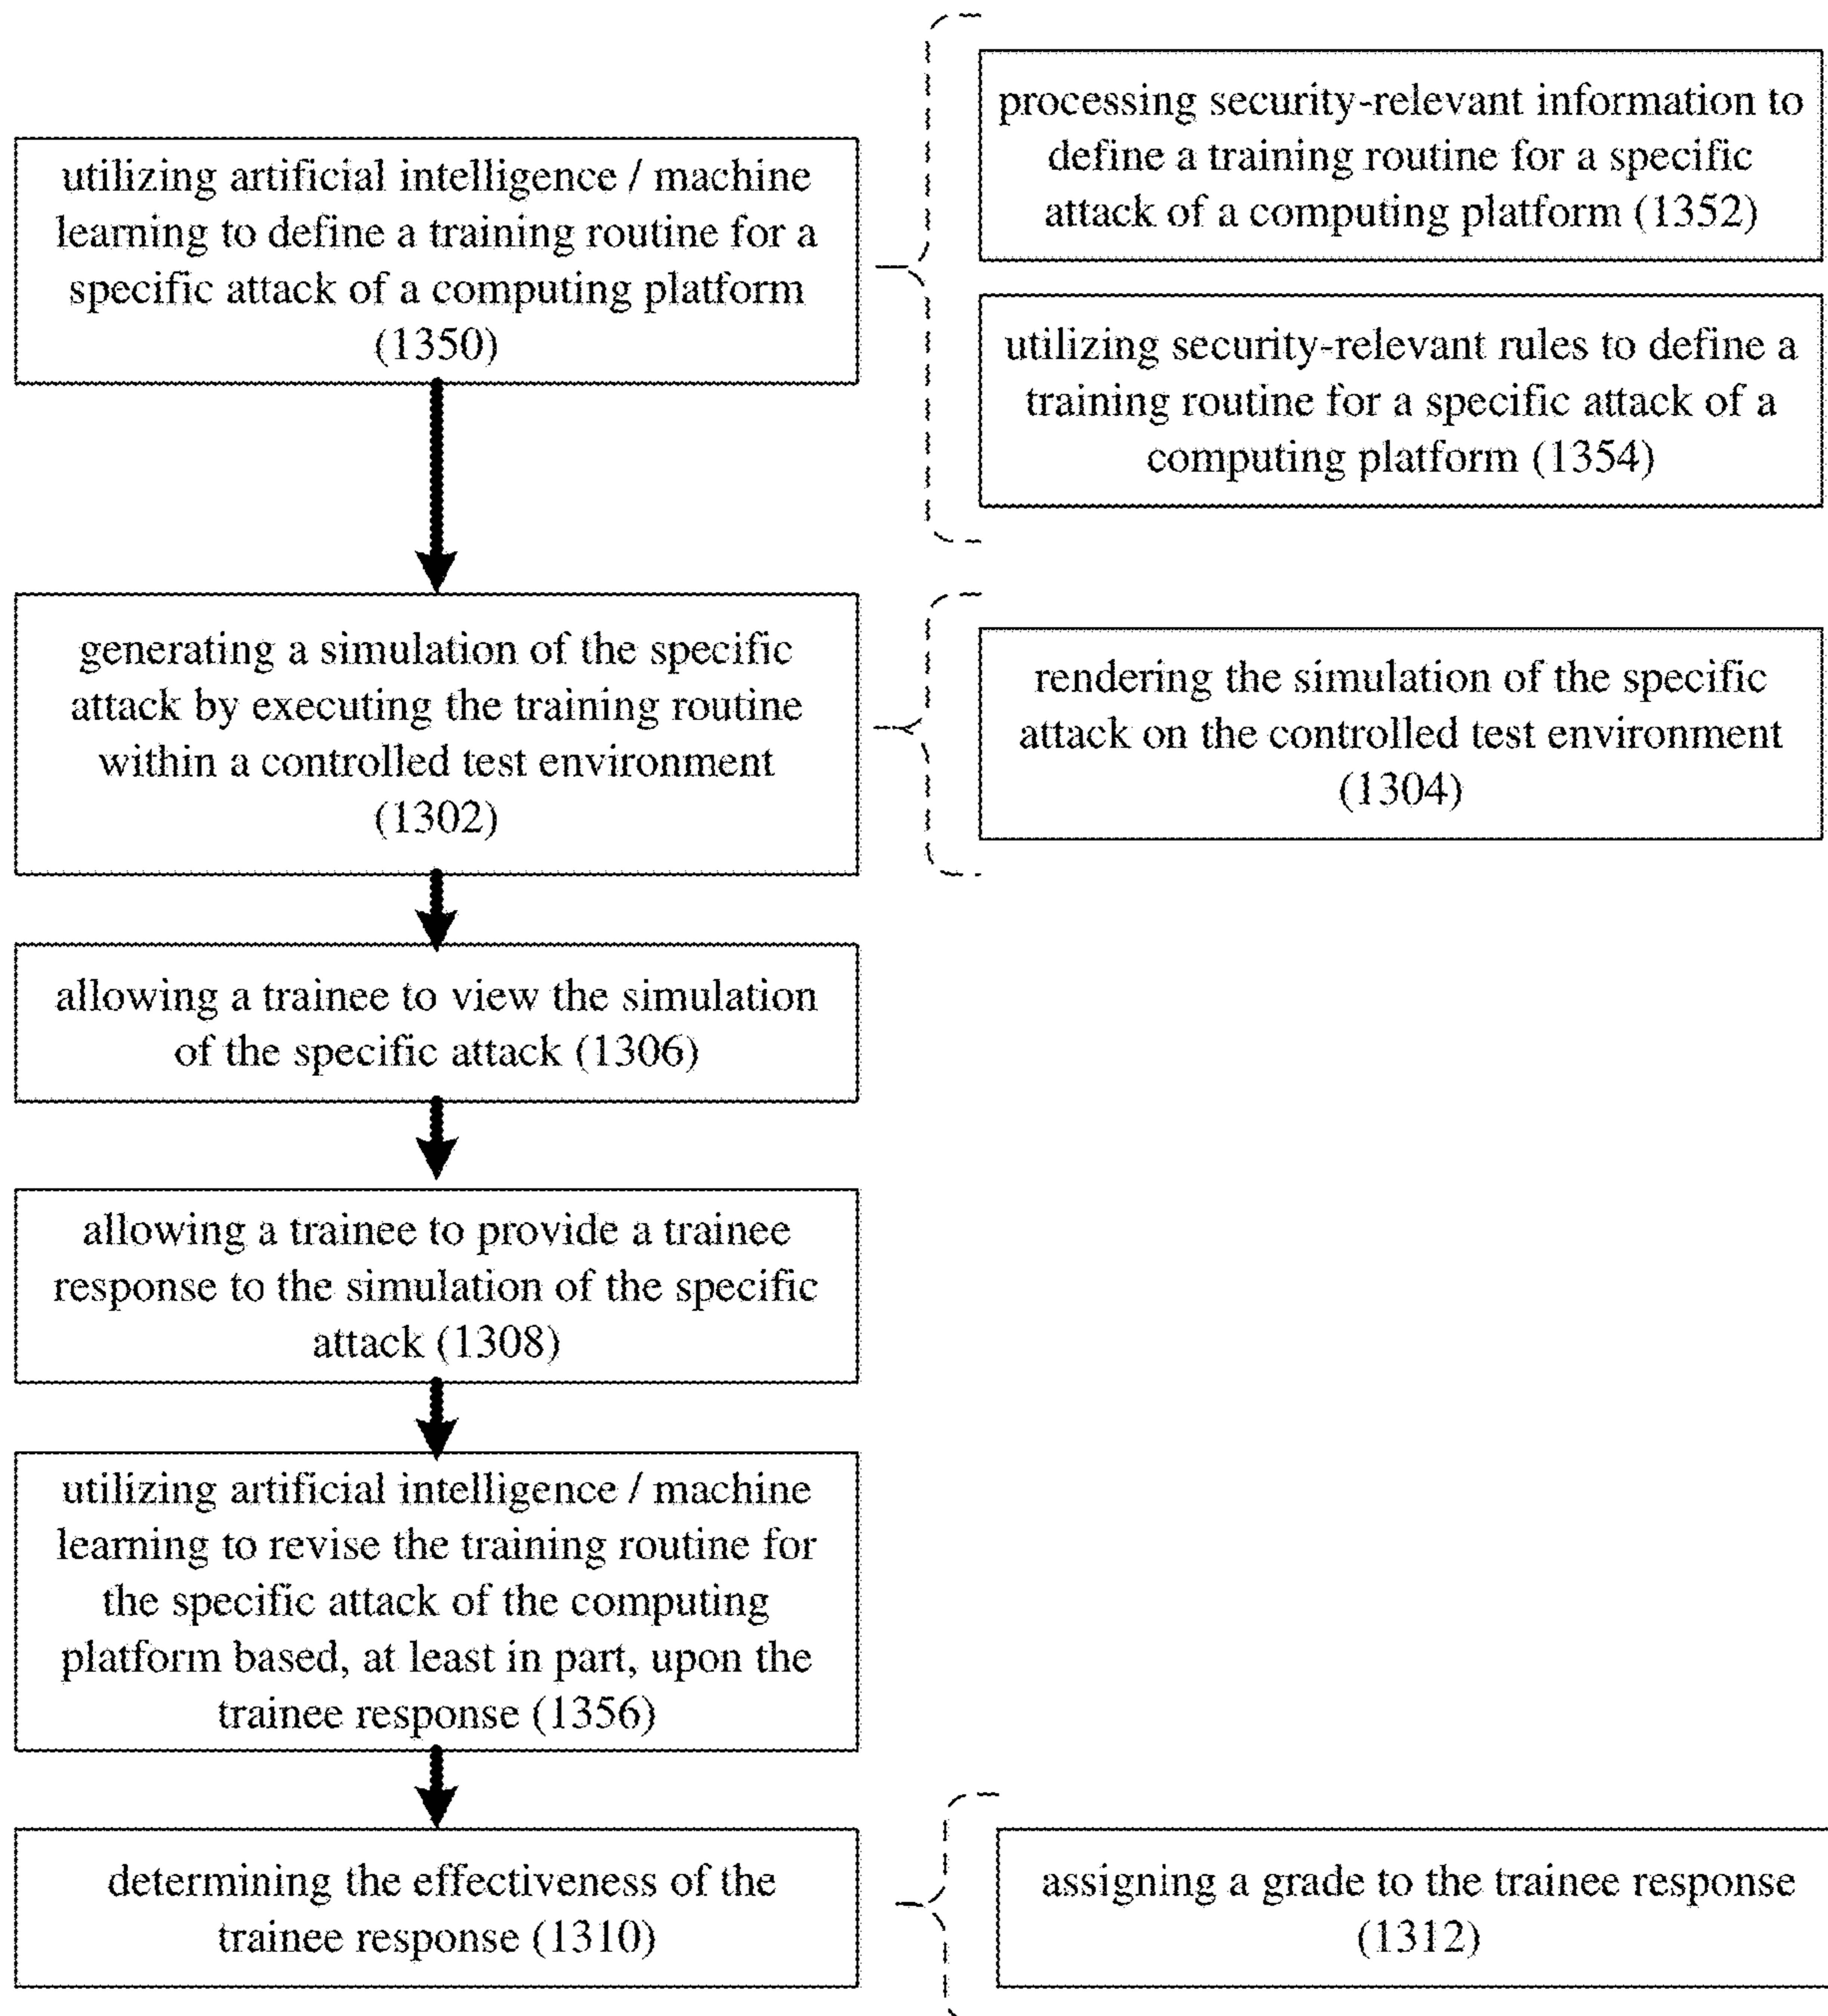 utilizing artificial intelligence / machine
learning to define a training routine for a
specific attack of a computing platform
(1350)
processing security-relevant information to
define a training routine for a specific
attack of a computing platform (1352)
utilizing security-relevant rules to define a
training routine for a specific attack of a
computing platform (1354)
generating a simulation of the specific
attack by executing the training routine
within a controlled test environment
(1302)
rendering the simulation of the specific
attack on the controlled test environment
(1304)
allowing a trainee to view the simulation
of the specific attack (1306)
allowing a trainee to provide a trainee
response to the simulation of the specific
attack (1308)
utilizing artificial intelligence / machine
learning to revise the training routine for
the specific attack of the computing
platform based, at least in part, upon the
trainee response (1356)
determining the effectiveness of the
trainee response (1310)
assigning a grade to the trainee response
(1312)